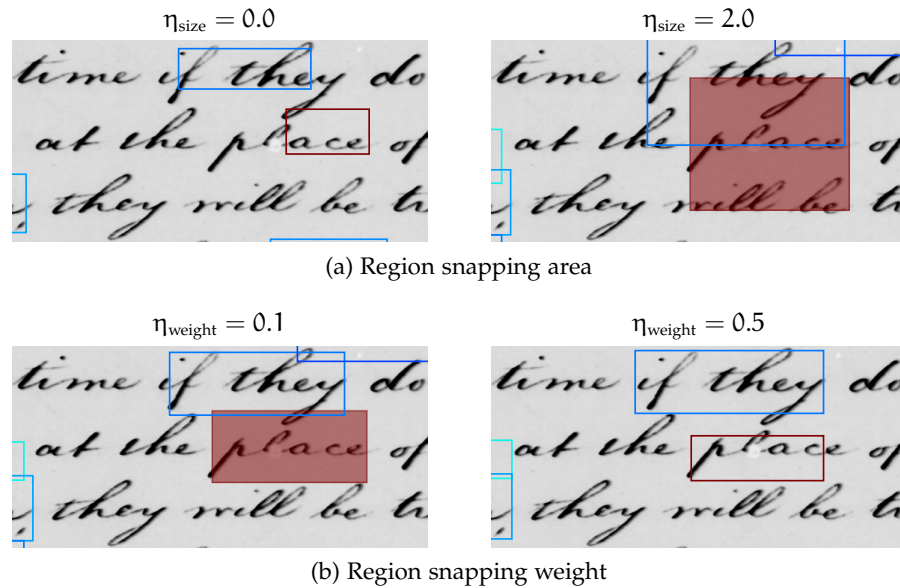 η_size = 0.0 η_size = 2.0
time if they do time if they do
at the place of at the place of
they will be they will be
(a) Region snapping area
η_weight = 0.1 η_weight = 0.5
time if they do time if they do
at the place of at the place of
they will be they will be
(b) Region snapping weight